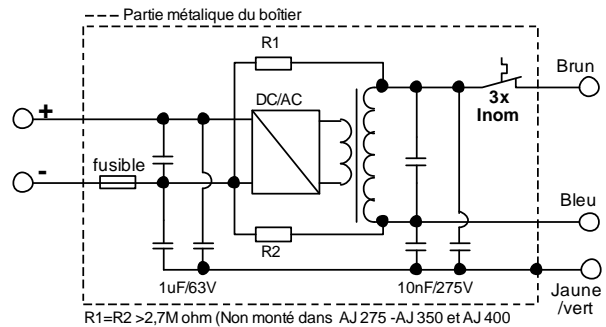 Partie métalique du boîtier
R1
Brun
DC/AC
3x
Inom
+
fusible
-
Bleu
R2
1uF/63V
10nF/275V
Jaune
/vert
R1=R2 >2,7M ohm (Non monté dans AJ 275 -AJ 350 et AJ 400